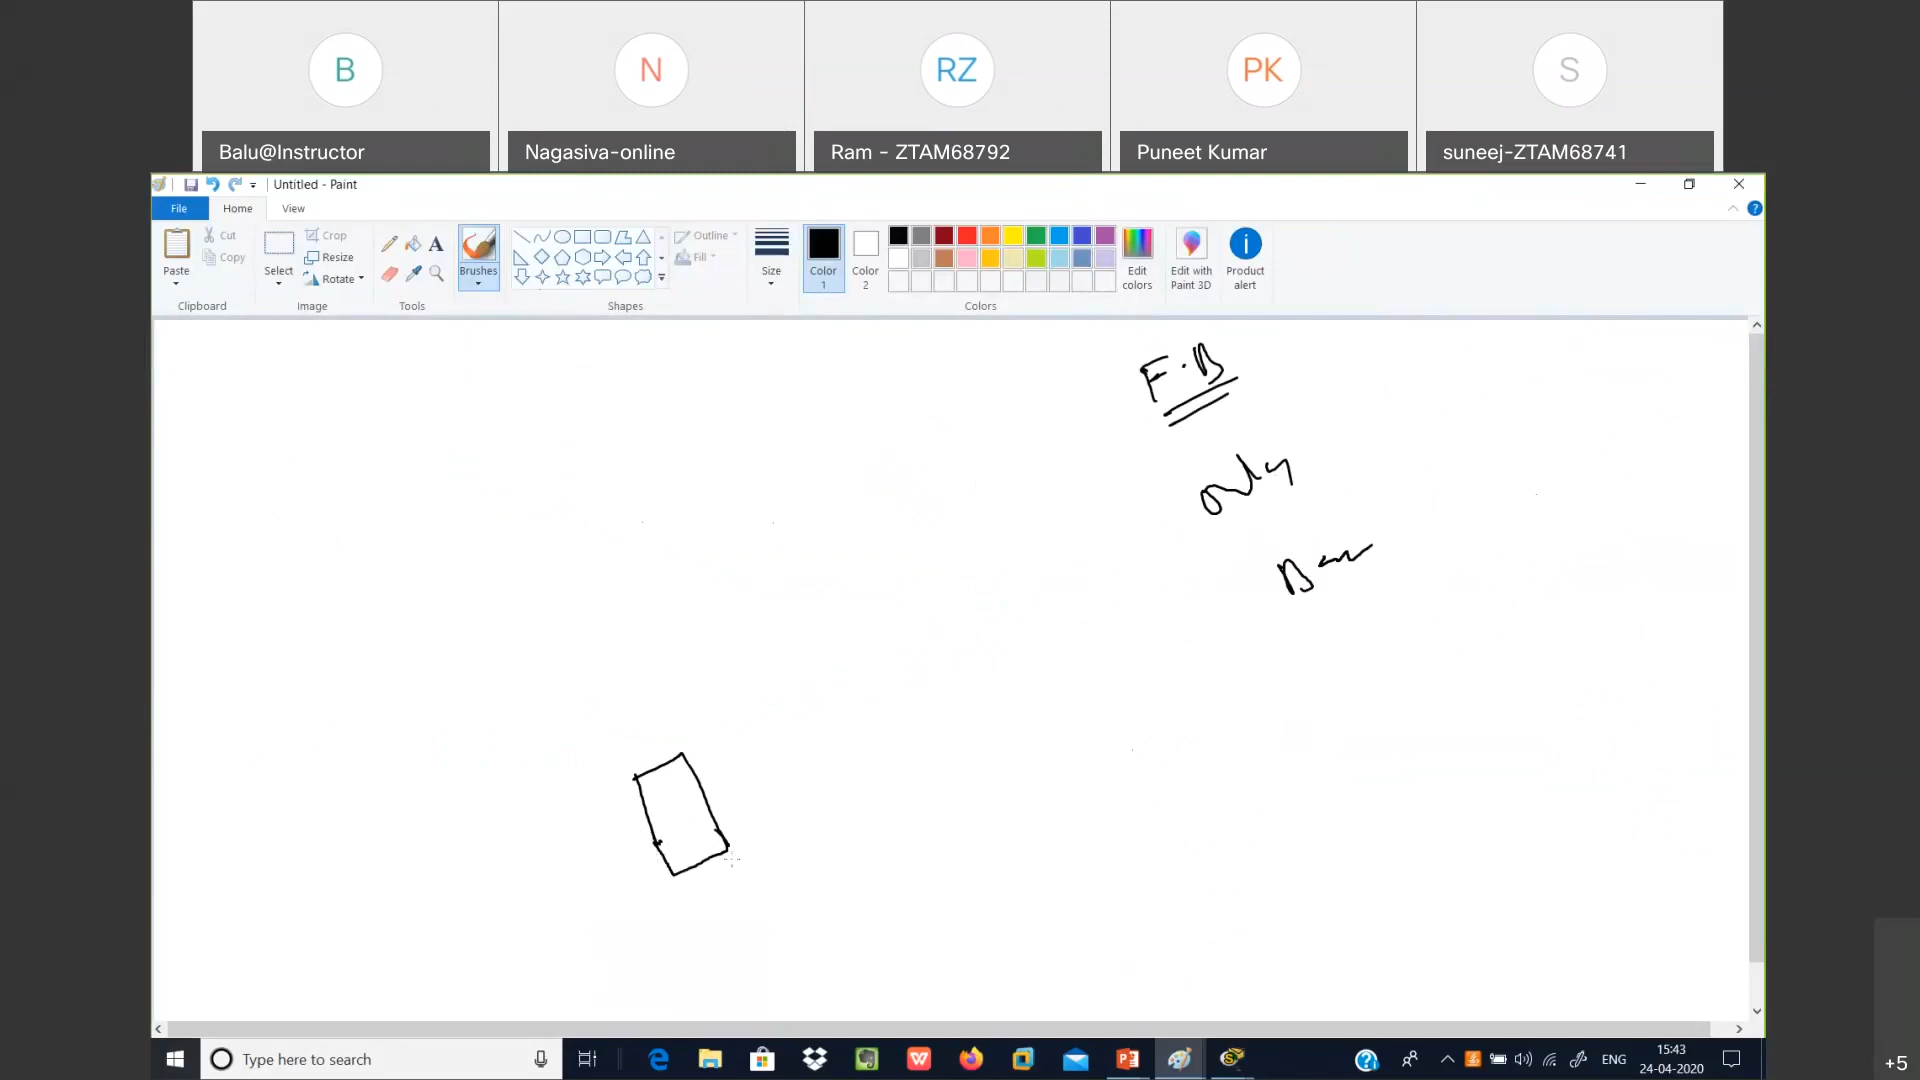 B
N
RZ
PK
S
Balu@Instructor
Nagasiva-online
Ram - ZTAM68792
Puneet Kumar
suneej-ZTAM68741
Untitled - Paint
File
Home
View
Paste
Cut
Copy
Clipboard
Select
Crop
Resize
Rotate
Image
A
Tools
Brushes
Shapes
Outline
Fill
Size
Color 1
Color 2
Edit colors
Colors
Edit with Paint 3D
Product alert
F.B
only
Type here to search
ENG
15:43
24-04-2020
+5